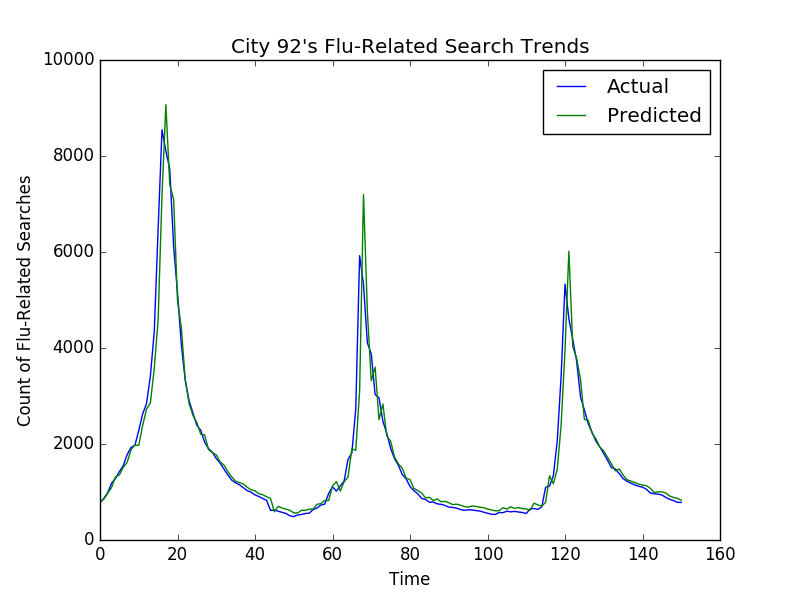 City 92's Flu-Related Search Trends
Actual
Predicted
Count of Flu-Related Searches
10000
8000
6000
4000
2000
0
0 20 40 60 80 100 120 140 160
Time